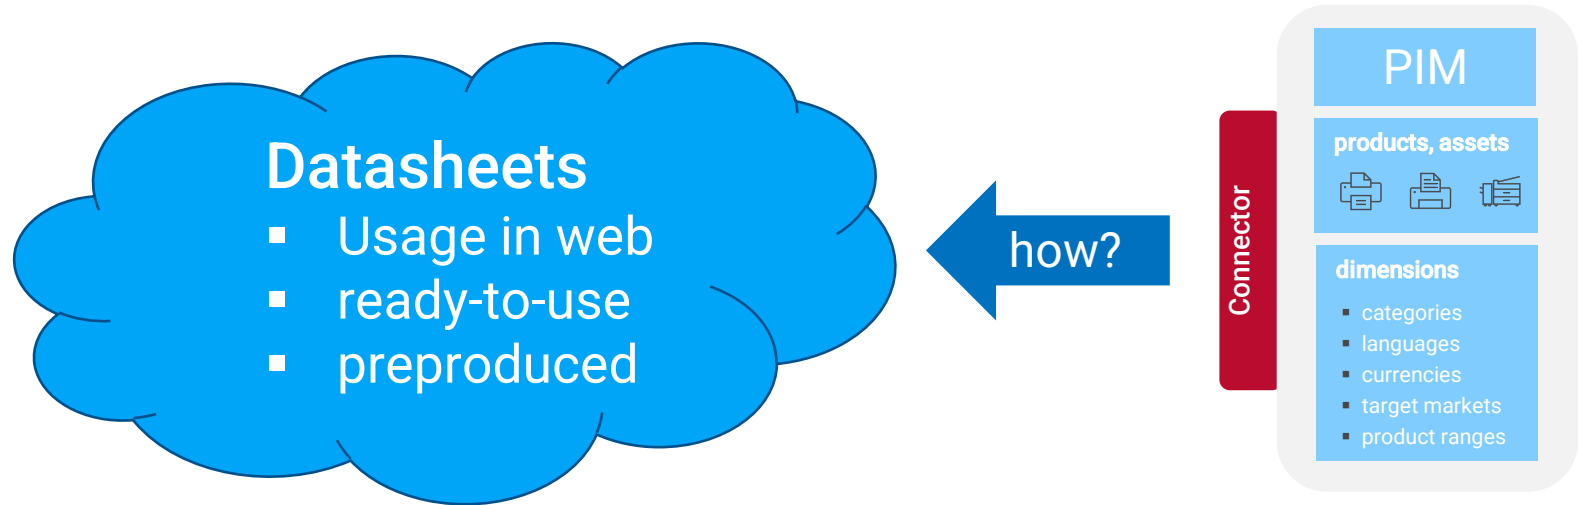 Datasheets
▪ Usage in web
▪ ready-to-use
▪ preproduced
how?
Connector
PIM
products, assets
dimensions
▪ categories
▪ languages
▪ currencies
▪ target markets
▪ product ranges